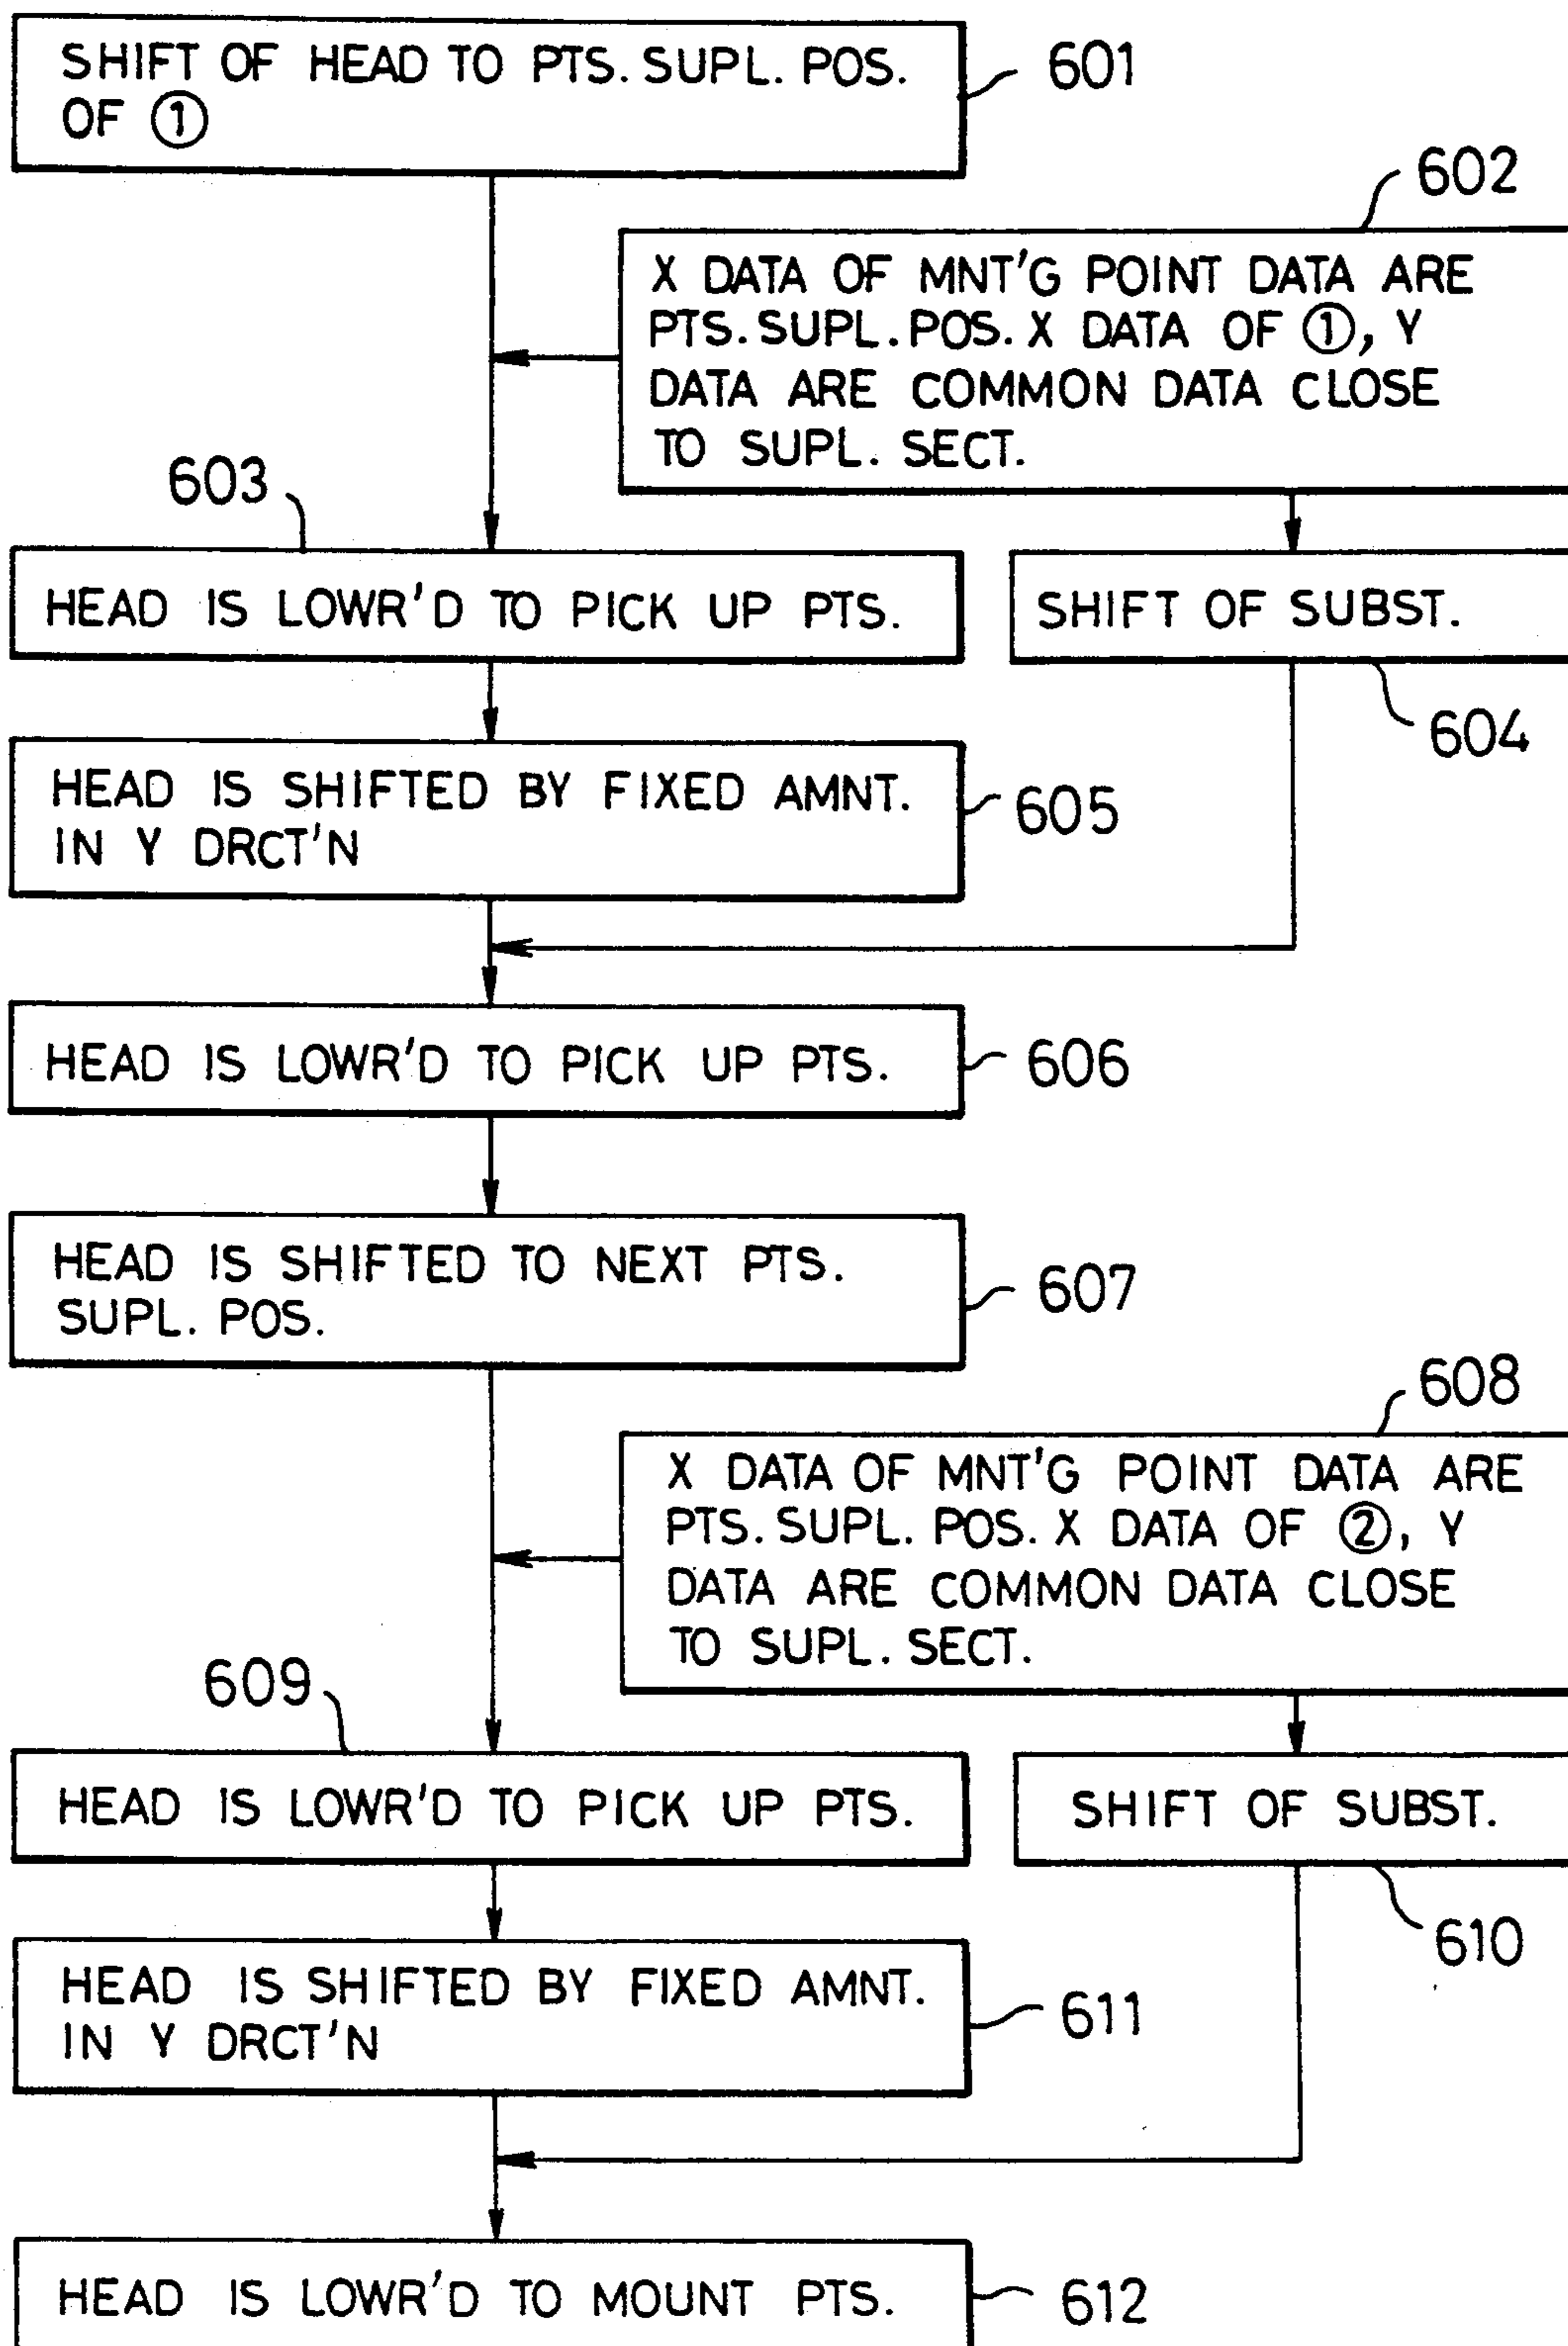 SHIFT OF HEAD TO PTS. SUPL. POS.
OF ①
601
602
X DATA OF MNT'G POINT DATA ARE
PTS. SUPL. POS. X DATA OF ①, Y
DATA ARE COMMON DATA CLOSE
TO SUPL. SECT.
603
HEAD IS LOWR'D TO PICK UP PTS.
SHIFT OF SUBST.
604
HEAD IS SHIFTED BY FIXED AMNT.
IN Y DRCT'N
605
HEAD IS LOWR'D TO PICK UP PTS.
606
HEAD IS SHIFTED TO NEXT PTS.
SUPL. POS.
607
608
X DATA OF MNT'G POINT DATA ARE
PTS. SUPL. POS. X DATA OF ②, Y
DATA ARE COMMON DATA CLOSE
TO SUPL. SECT.
609
HEAD IS LOWR'D TO PICK UP PTS.
SHIFT OF SUBST.
610
HEAD IS SHIFTED BY FIXED AMNT.
IN Y DRCT'N
611
HEAD IS LOWR'D TO MOUNT PTS.
612